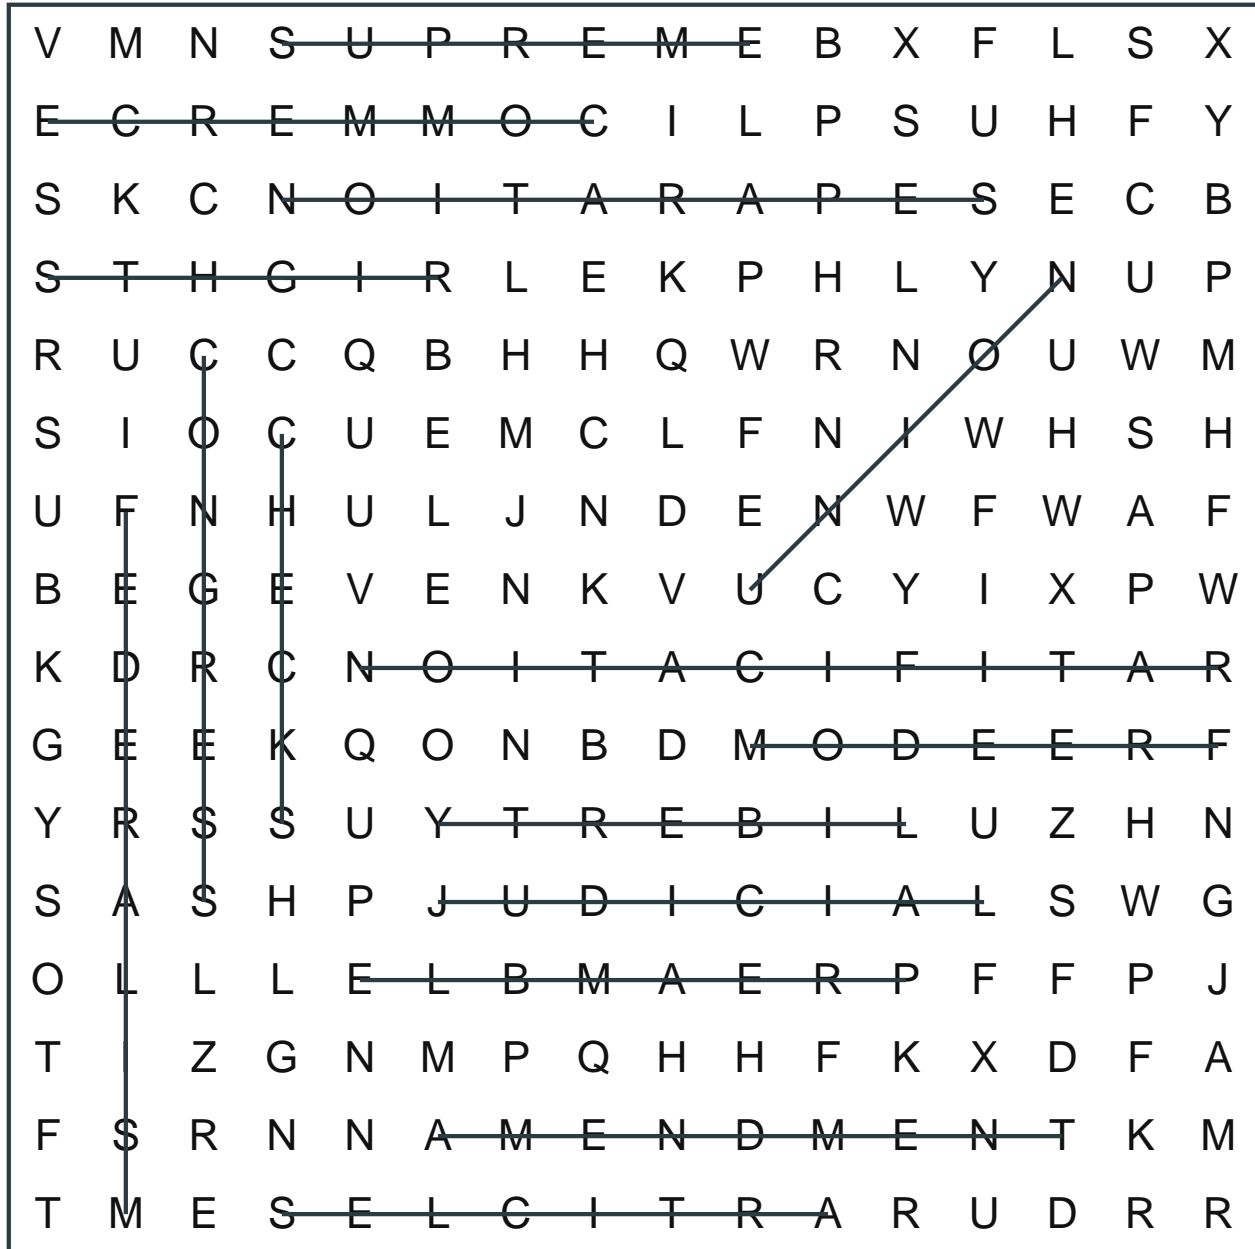 V M N S U P R E M E B X F L S X
E C R E M M O C I L P S U H F Y
S K C N O I T A R A P E S E C B
S T H G I R L E K P H L Y N U P
R U C C Q B H H Q W R N O U W M
S I O C U E M C L F N I W H S H
U F N H U L J N D E N W F W A F
B E G E V E N K V U C Y I X P W
K D R C N O I T A C I F I T A R
G E E K Q O N B D M O D E E R F
Y R S S U Y T R E B I L U Z H N
S A S H P J U D I C I A L S W G
O L L L E L B M A E R P F F P J
T I Z G N M P Q H H F K X D F A
F S R N N A M E N D M E N T K M
T M E S E L C I T R A R U D R R